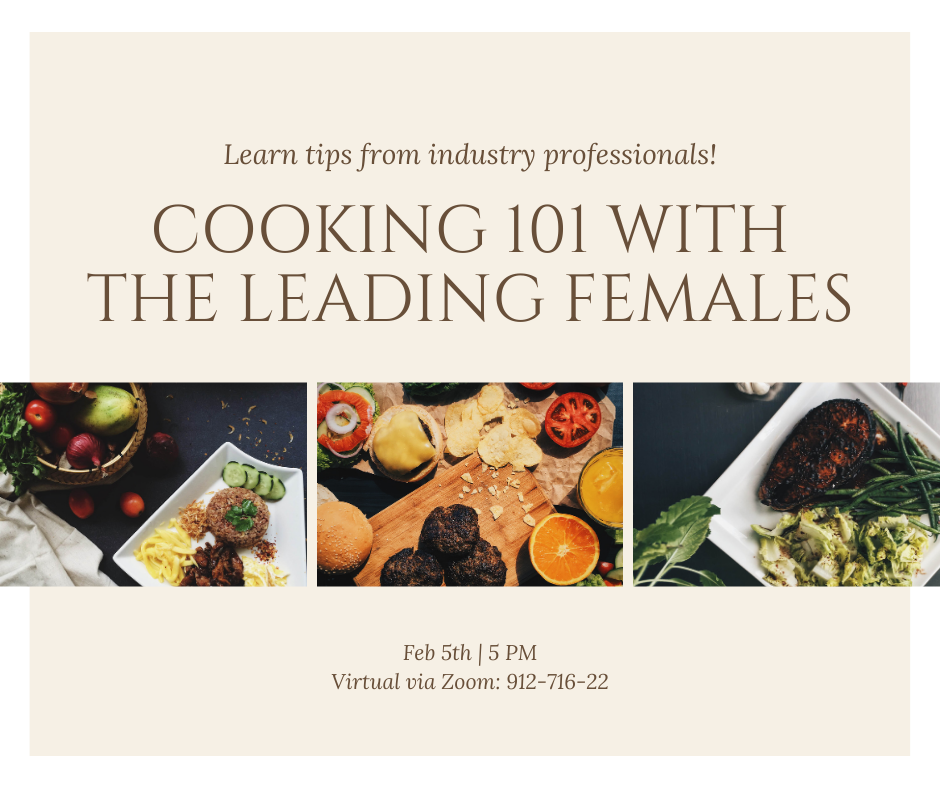 Learn tips from industry professionals!
COOKING 101 WITH
THE LEADING FEMALES
Feb 5th | 5 PM
Virtual via Zoom: 912-716-22